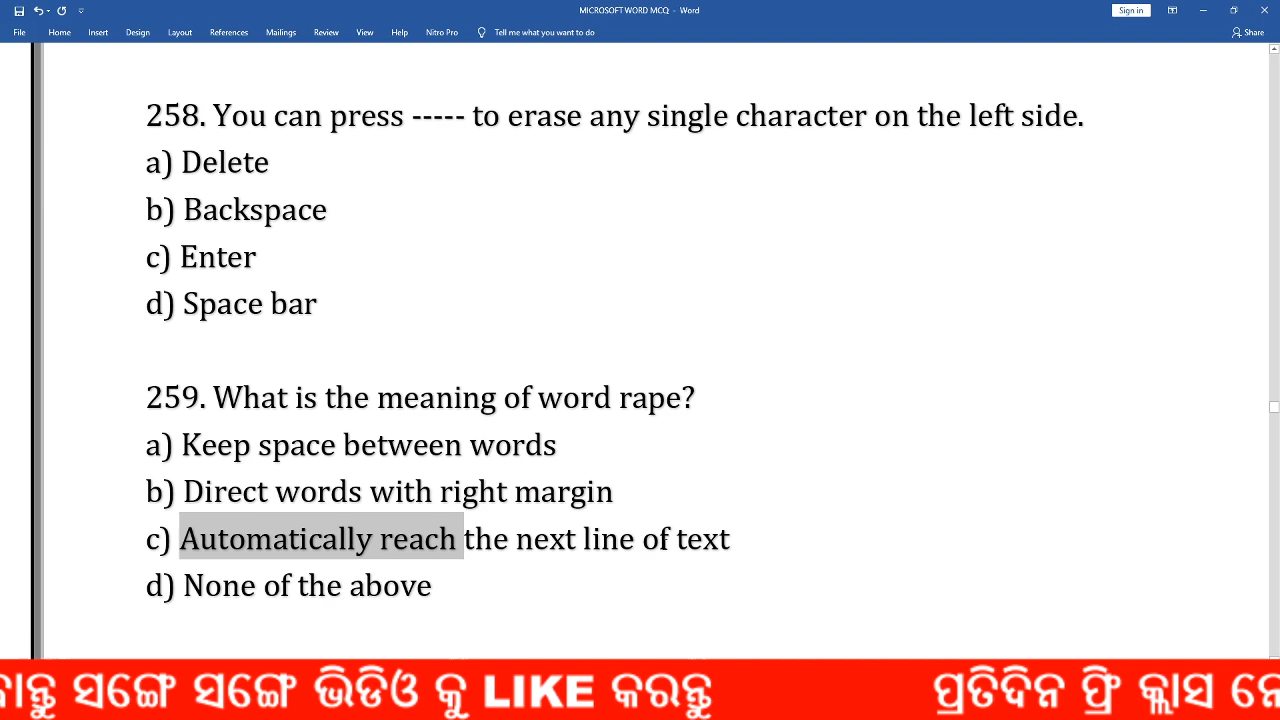 MICROSOFT WORD MCQ - Word
Sign in
File Home Insert Design Layout References Mailings Review View Help Nitro Pro Tell me what you want to do Share
258. You can press ----- to erase any single character on the left side.
a) Delete
b) Backspace
c) Enter
d) Space bar
259. What is the meaning of word rape?
a) Keep space between words
b) Direct words with right margin
c) Automatically reach the next line of text
d) None of the above
ସଙ୍ଗେ ସଙ୍ଗେ ଭିଡିଓ କୁ LIKE କରନ୍ତୁ ପ୍ରତିଦିନ ଫ୍ରି କ୍ଲାସ